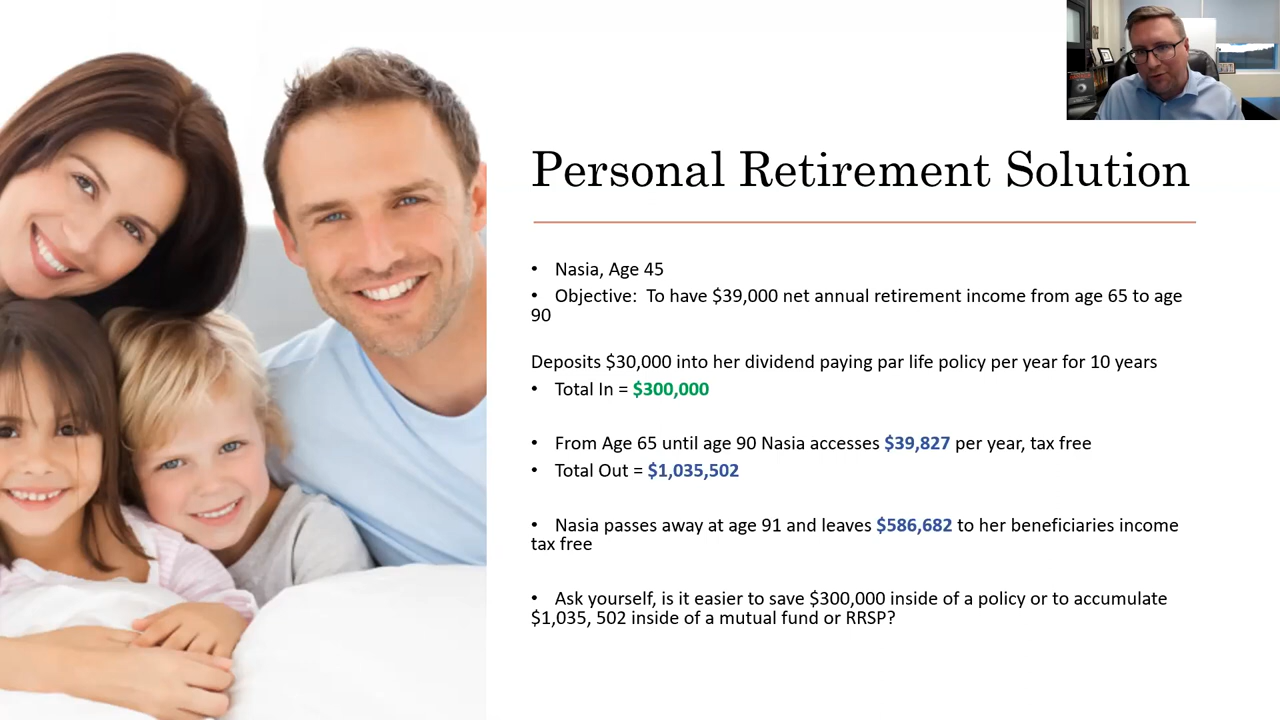 Personal Retirement Solution
• Nasia, Age 45
• Objective: To have $39,000 net annual retirement income from age 65 to age
90
Deposits $30,000 into her dividend paying par life policy per year for 10 years
• Total In = $300,000
• From Age 65 until age 90 Nasia accesses $39,827 per year, tax free
• Total Out = $1,035,502
• Nasia passes away at age 91 and leaves $586,682 to her beneficiaries income
tax free
• Ask yourself, is it easier to save $300,000 inside of a policy or to accumulate
$1,035, 502 inside of a mutual fund or RRSP?